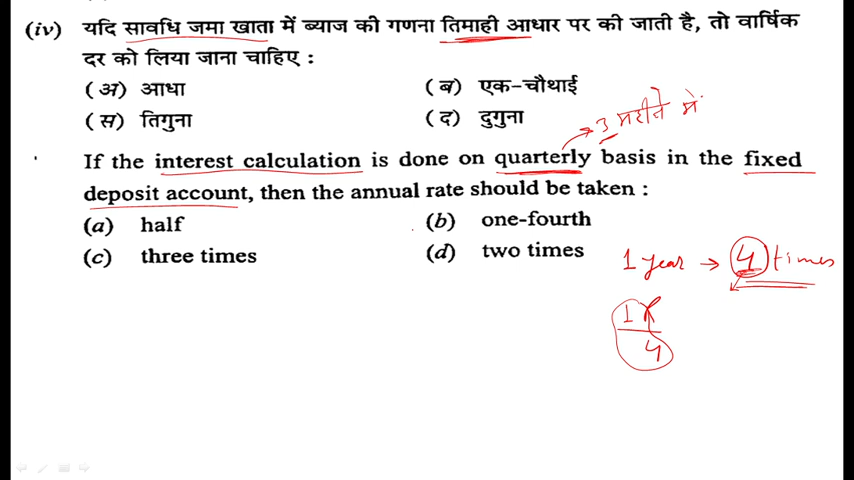 (iv) यदि सावधि जमा खाता में ब्याज की गणना तिमाही आधार पर की जाती है, तो वार्षिक
दर को लिया जाना चाहिए :
(अ) आधा (ब) एक-चौथाई
(स) तिगुना (द) दुगुना
3 महीने में
If the interest calculation is done on quarterly basis in the fixed
deposit account, then the annual rate should be taken :
(a) half (b) one-fourth
(c) three times (d) two times
1 year → 4 times
1
4